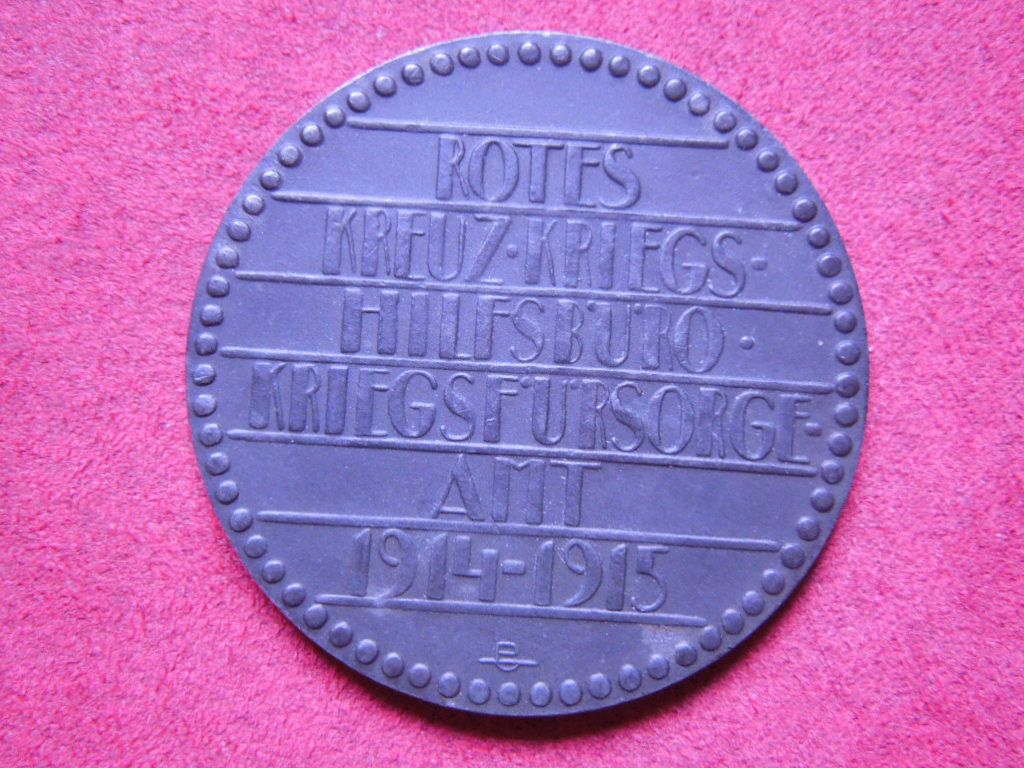 ROTES
KREUZ·KRIEGS-
HILFSBÜRO·
KRIEGSFÜRSORGE-
AMT
1914-1915